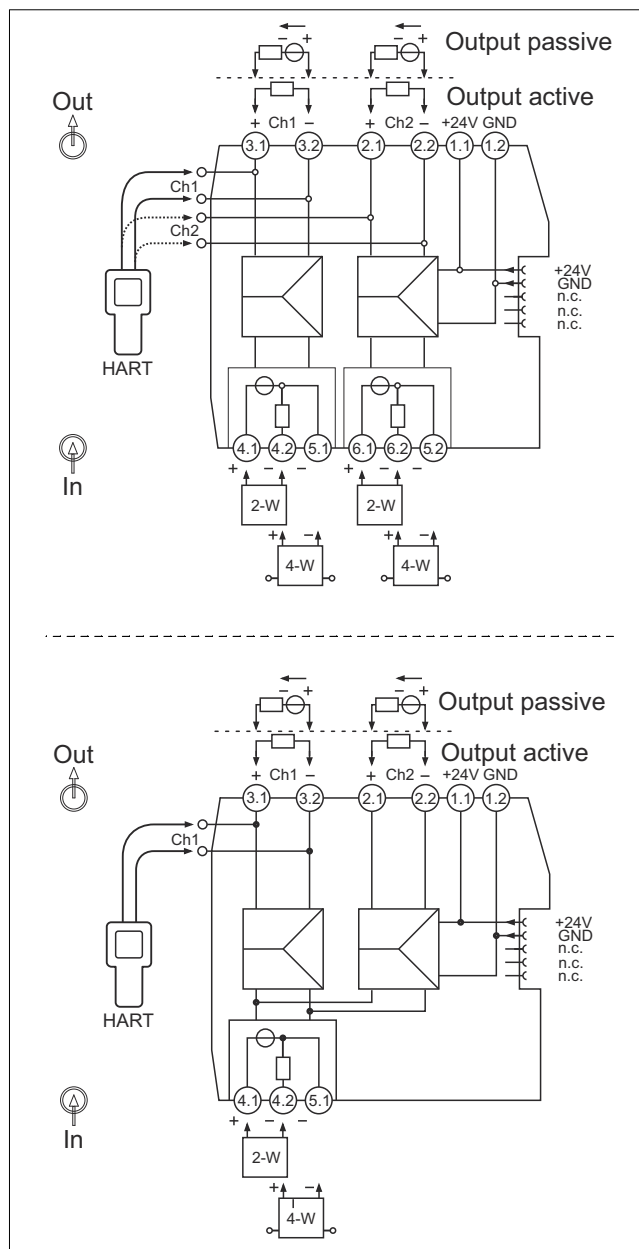 − +
− +
Output passive
Out
Output active
+ Ch1 −
+ Ch2 −
+24V GND
3.1 3.2 2.1 2.2 1.1 1.2
Ch1
Ch2
+24V
GND
n.c.
n.c.
n.c.
HART
4.1 4.2 5.1 6.1 6.2 5.2
+ − − + − −
In
2-W 2-W
+ − + −
4-W 4-W
− +
− +
Output passive
Out
Output active
+ Ch1 −
+ Ch2 −
+24V GND
3.1 3.2 2.1 2.2 1.1 1.2
Ch1
+24V
GND
n.c.
n.c.
n.c.
HART
4.1 4.2 5.1
+ − −
In
2-W
+ −
4-W